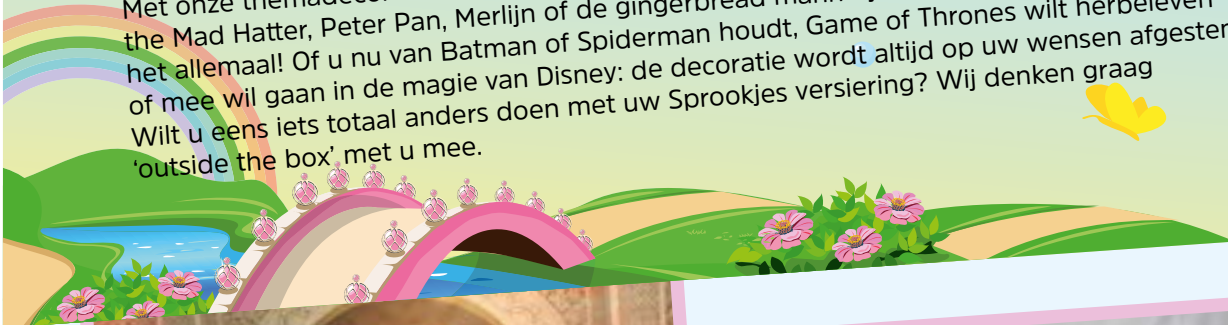 Met onze
the Mad Hatter, Peter Pan, Merlijn of de gingerbread
het allemaal! Of u nu van Batman of Spiderman houdt, Game of Thrones wilt herbeleven
of mee wil gaan in de magie van Disney: de decoratie wordt altijd op uw wensen
Wilt u eens iets totaal anders doen met uw Sprookjes versiering? Wij denken graag
‘outside the box’ met u mee.